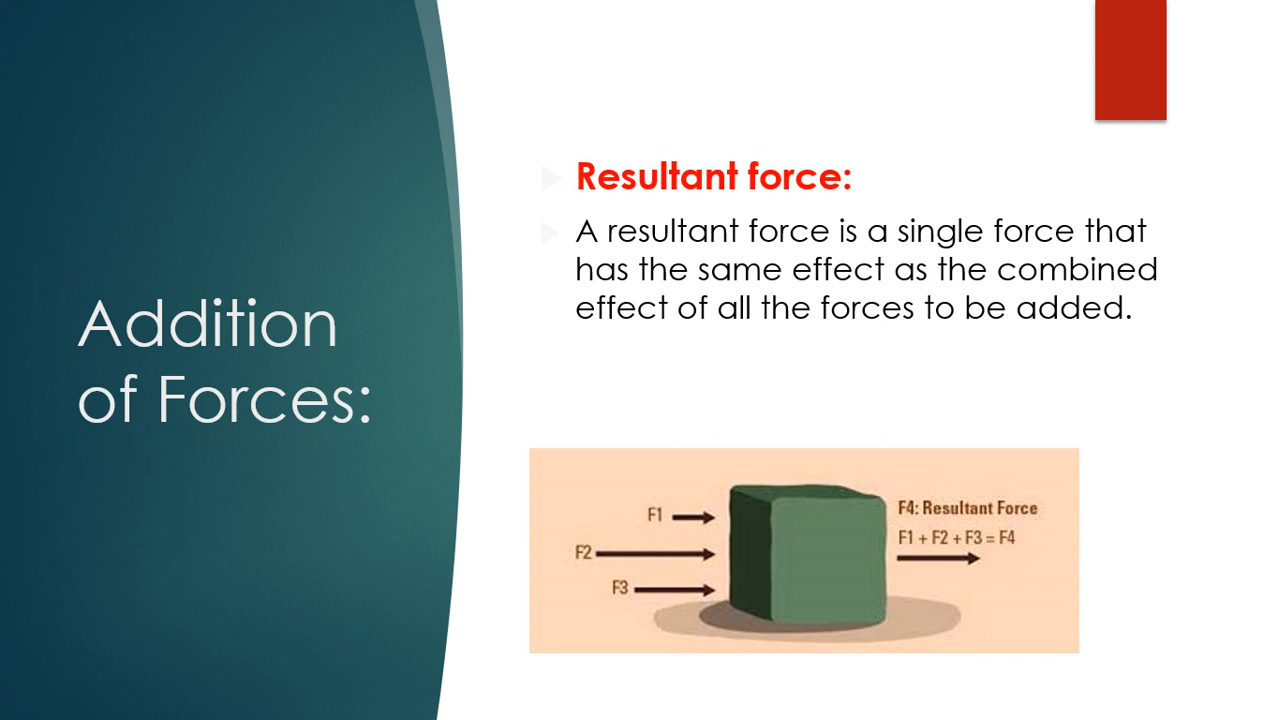 Addition
of Forces:
Resultant force:
A resultant force is a single force that
has the same effect as the combined
effect of all the forces to be added.
F1
F2
F3
F4: Resultant Force
F1 + F2 + F3 = F4